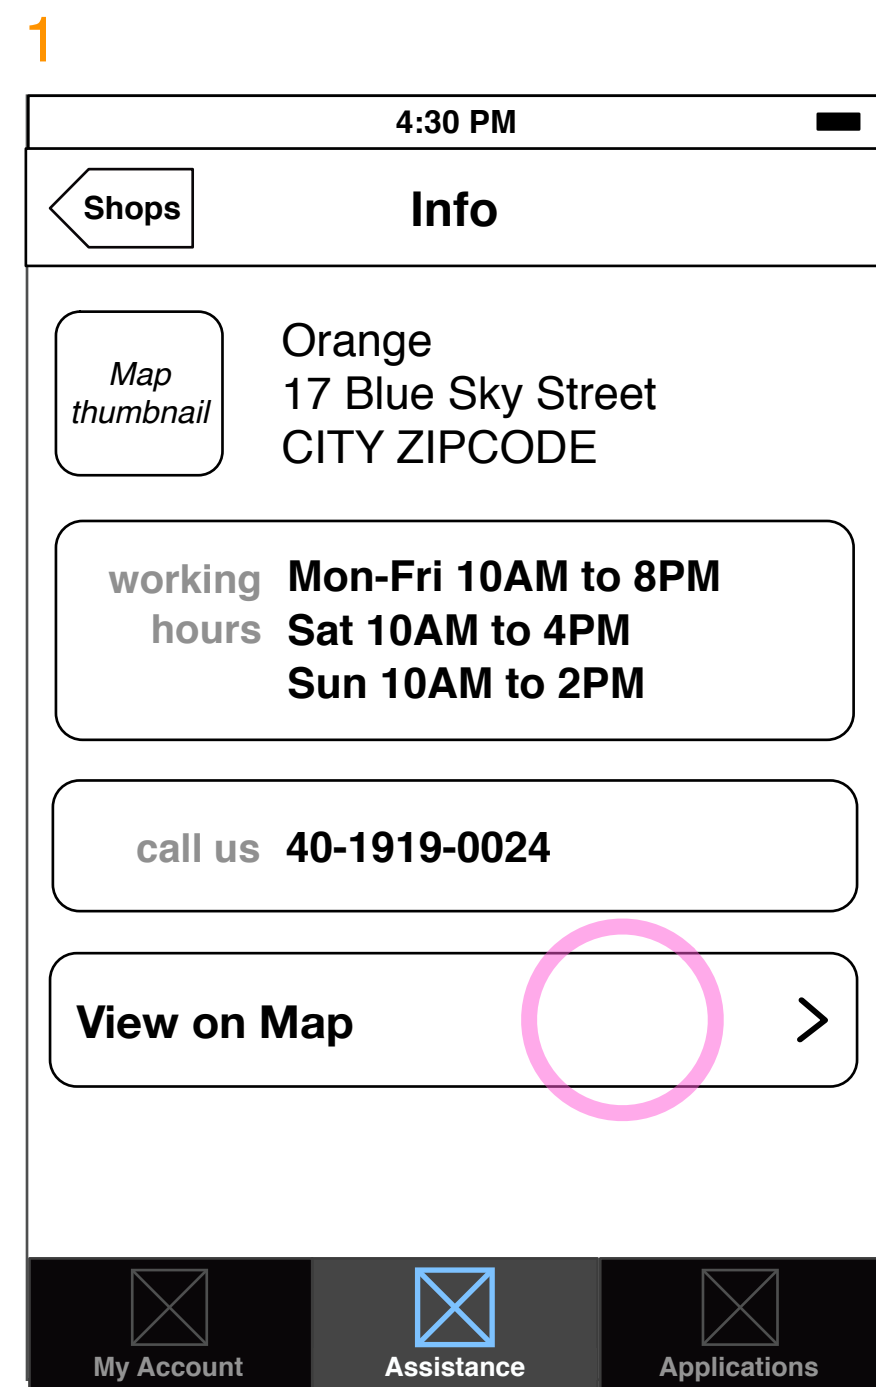 1
4:30 PM
Shops
Info
Map
thumbnail
Orange
17 Blue Sky Street
CITY ZIPCODE
working hours
Mon-Fri 10AM to 8PM
Sat 10AM to 4PM
Sun 10AM to 2PM
call us 40-1919-0024
View on Map
My Account
Assistance
Applications